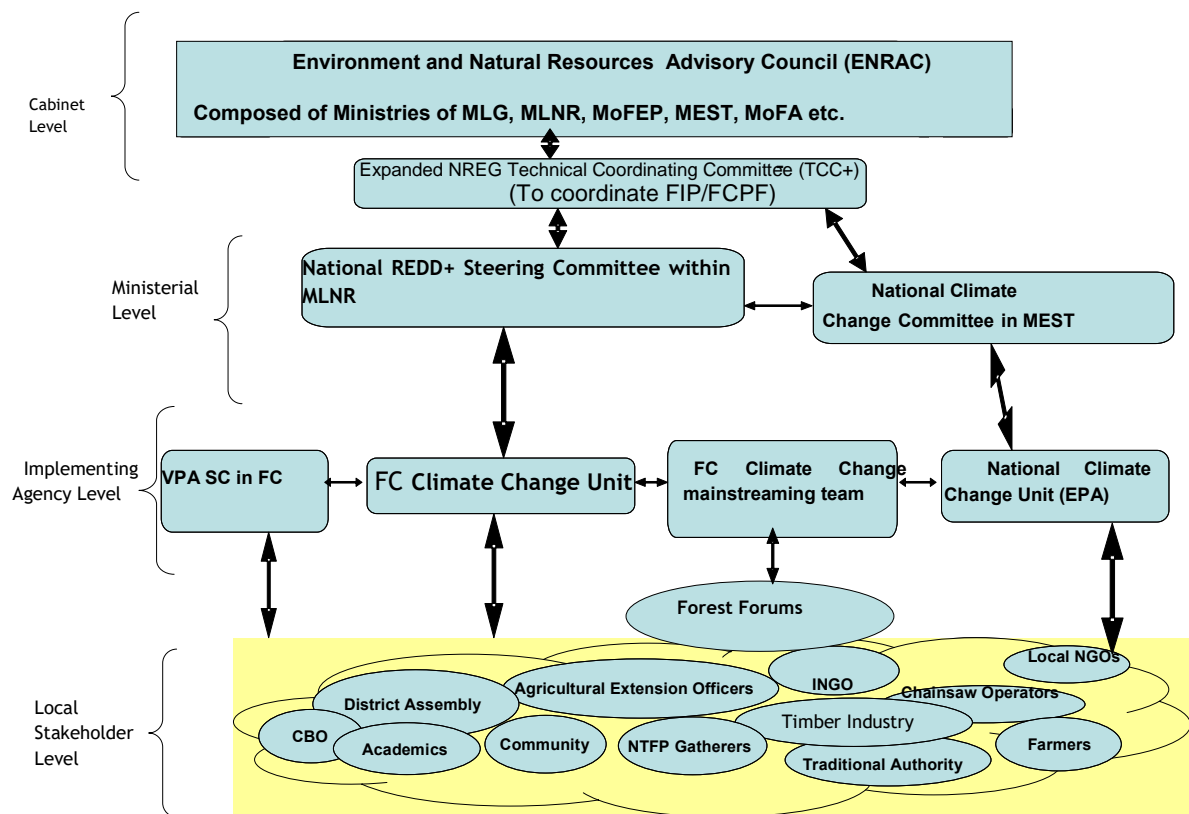 Environment and Natural Resources Advisory Council (ENRAC)
Composed of Ministries of MLG, MLNR, MoFEP, MEST, MoFA etc.
Cabinet
Level
Expanded NREG Technical Coordinating Committee (TCC+)
(To coordinate FIP/FCPF)
Ministerial
Level
National REDD+ Steering Committee within
MLNR
National Climate
Change Committee in MEST
Implementing
Agency Level
VPA SC in FC
FC Climate Change Unit
FC Climate Change
mainstreaming team
National Climate
Change Unit (EPA)
Forest Forums
Local
Stakeholder
Level
Local NGOs
INGO
Agricultural Extension Officers
Chainsaw Operators
District Assembly
Timber Industry
CBO
Academics
Community
NTFP Gatherers
Traditional Authority
Farmers